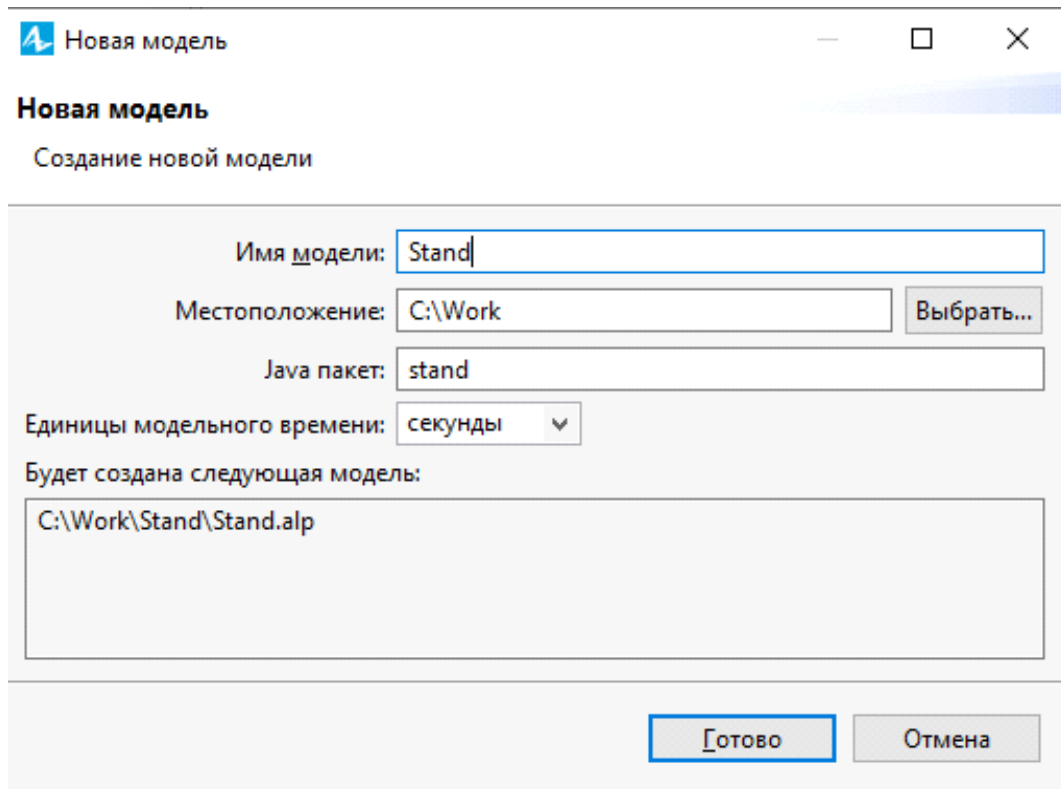 Новая модель
Новая модель
Создание новой модели
Имя модели: Stand
Местоположение: C:\Work Выбрать...
Java пакет: stand
Единицы модельного времени: секунды
Будет создана следующая модель:
C:\Work\Stand\Stand.alp
Готово Отмена